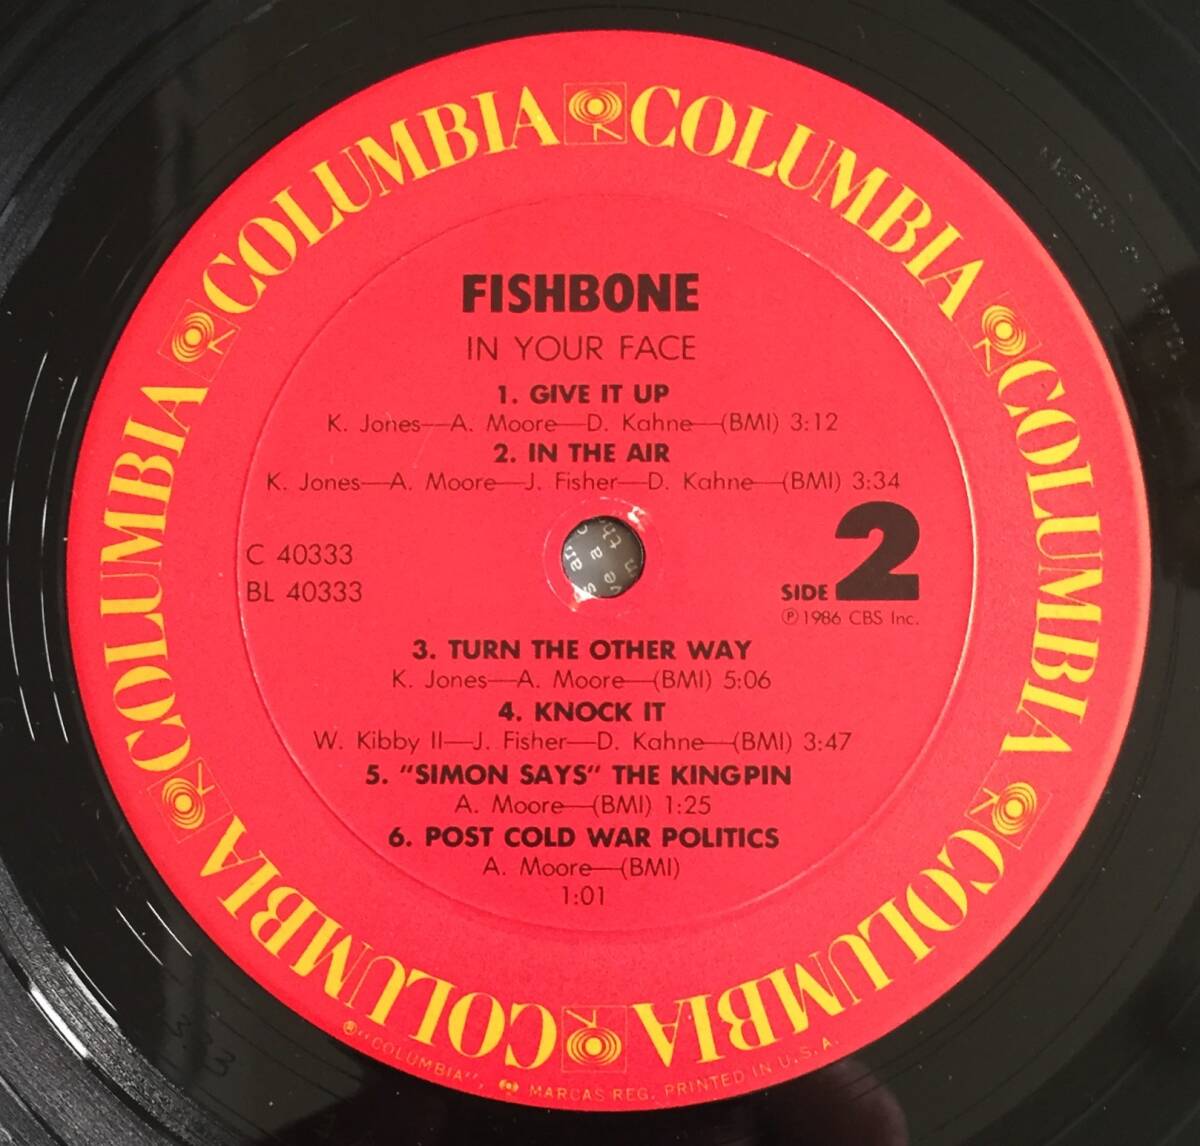 COLUMBIA COLUMBIA COLUMBIA COLUMBIA COLUMBIA COLUMBIA COLUMBIA COLUMBIA
FISHBONE
IN YOUR FACE
1. GIVE IT UP
K. Jones—A. Moore—D. Kahne—(BMI) 3:12
2. IN THE AIR
K. Jones—A. Moore—J. Fisher—D. Kahne—(BMI) 3:34
C 40333
BL 40333
SIDE 2
Ⓟ 1986 CBS Inc.
3. TURN THE OTHER WAY
K. Jones—A. Moore—(BMI) 5:06
4. KNOCK IT
W. Kibby II—J. Fisher—D. Kahne—(BMI) 3:47
5. "SIMON SAYS" THE KINGPIN
A. Moore—(BMI) 1:25
6. POST COLD WAR POLITICS
A. Moore—(BMI)
1:01
®"COLUMBIA", MARCAS REG. PRINTED IN U.S.A.